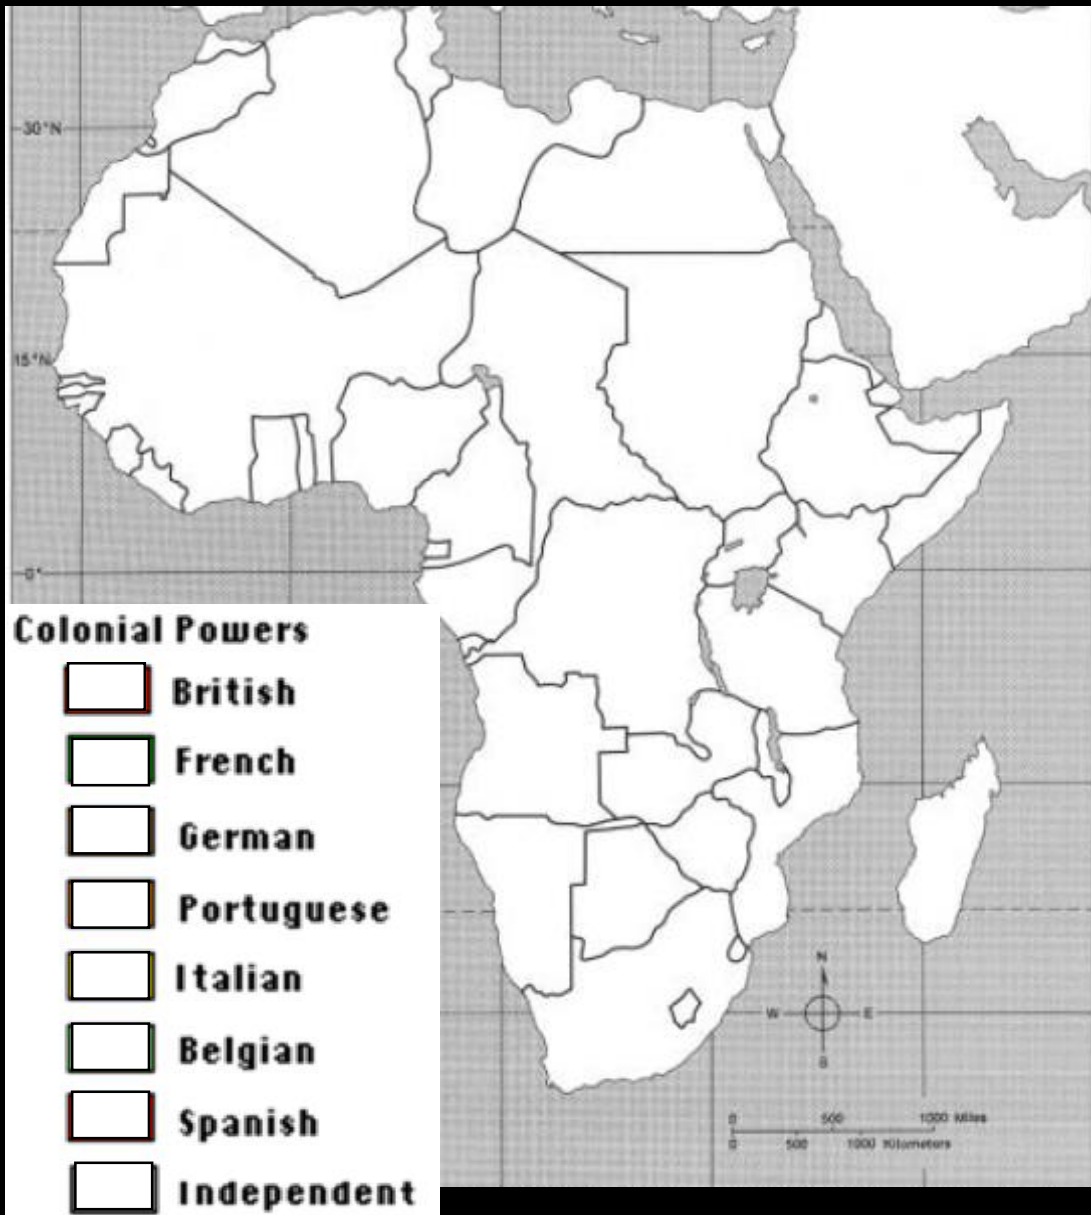 30°N
15°N
0°
Colonial Powers
British
French
German
Portuguese
Italian
Belgian
Spanish
Independent
N
W E
S
0 500 1000 Miles
0 500 1000 Kilometers